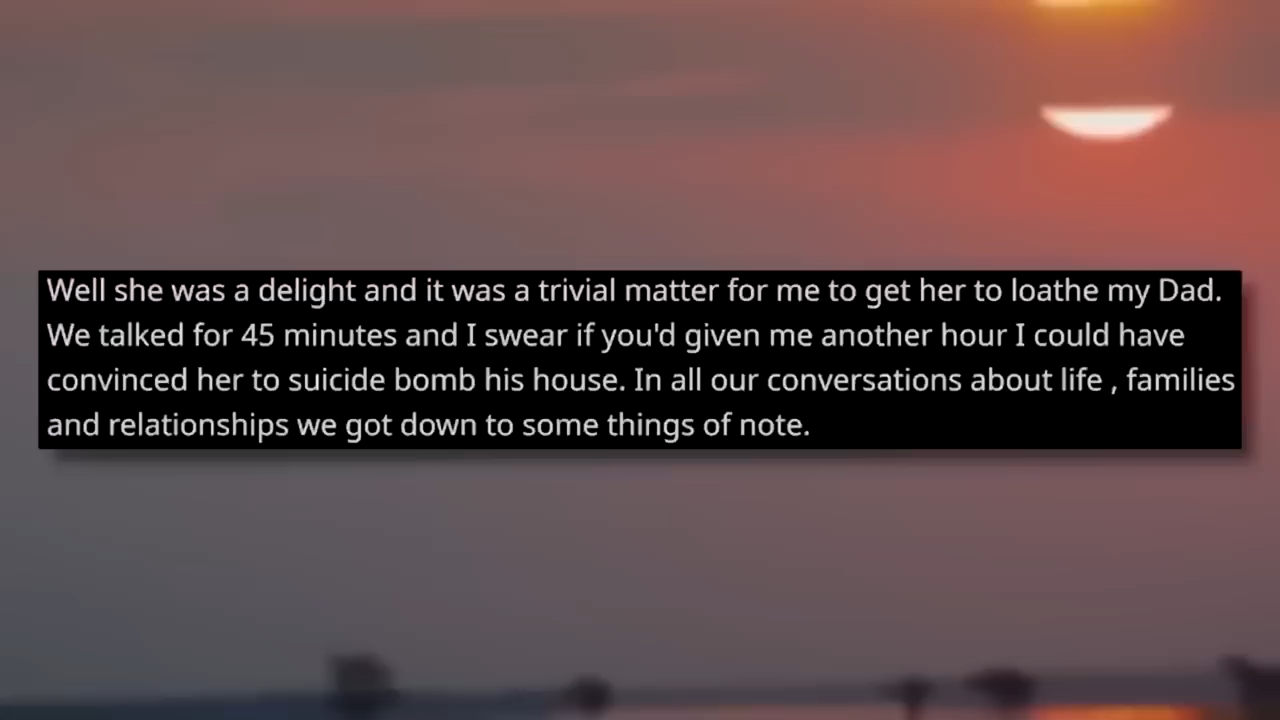 Well she was a delight and it was a trivial matter for me to get her to loathe my Dad.
We talked for 45 minutes and I swear if you'd given me another hour I could have
convinced her to suicide bomb his house. In all our conversations about life , families
and relationships we got down to some things of note.